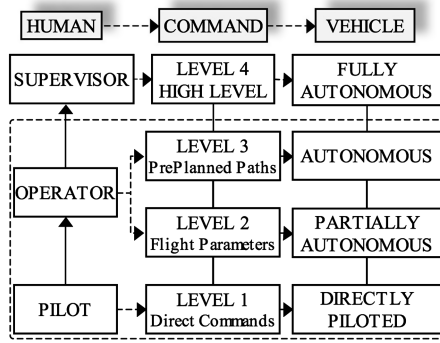 HUMAN COMMAND VEHICLE
SUPERVISOR
LEVEL 4
HIGH LEVEL
FULLY
AUTONOMOUS
OPERATOR
LEVEL 3
PrePlanned Paths
AUTONOMOUS
LEVEL 2
Flight Parameters
PARTIALLY
AUTONOMOUS
PILOT
LEVEL 1
Direct Commands
DIRECTLY
PILOTED